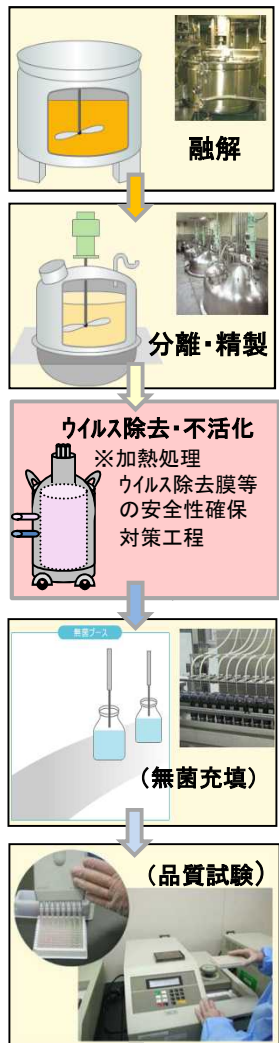 融解
分離・精製
ウイルス除去・不活化
※加熱処理
ウイルス除去膜等
の安全性確保
対策工程
無菌ブース
(無菌充填)
(品質試験)